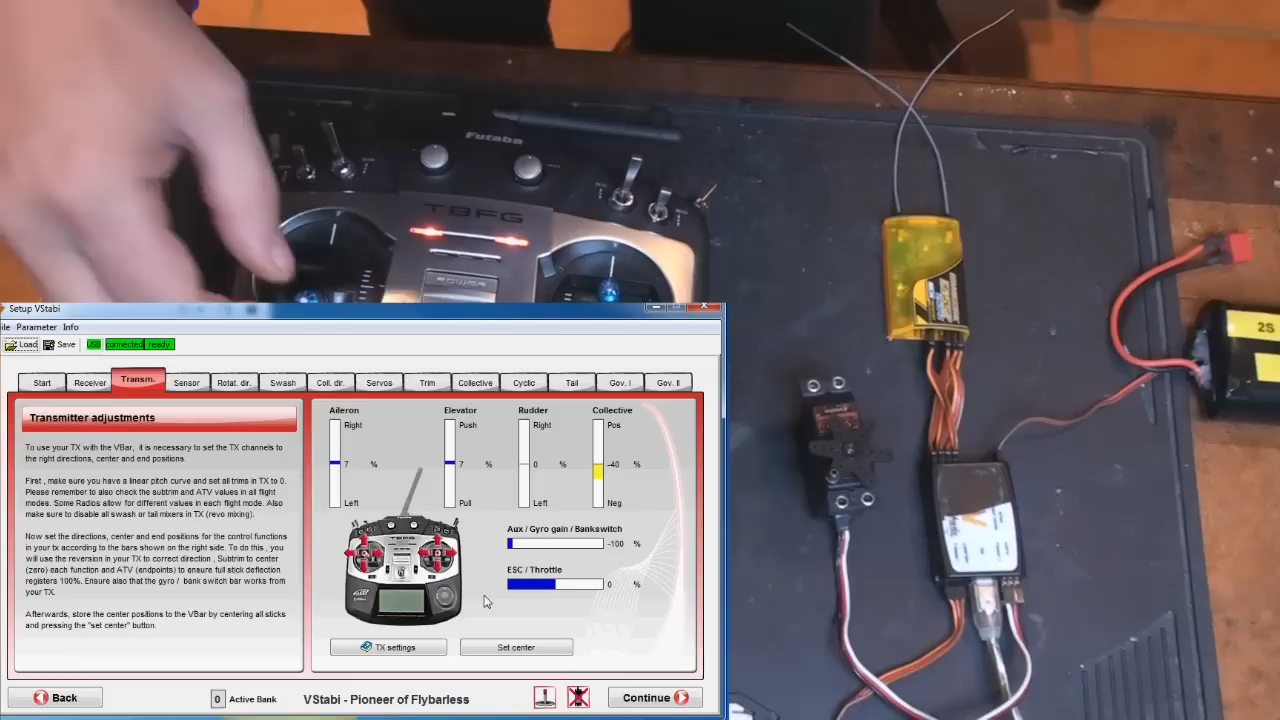 Futaba
T8FG
POWER
2S
Setup VStabi
ile Parameter Info
Load Save USB connected ready
Start Receiver Transm. Sensor Rotat. dir. Swash Coll. dir. Servos Trim Collective Cyclic Tail Gov. I Gov. II
Transmitter adjustments
To use your TX with the VBar, it is necessary to set the TX channels
to the right directions, center and end positions.
First , make sure you have a linear pitch curve and set all trims in TX to 0.
Please remember to also check the subtrim and ATV values in all flight
modes. Some Radios allow for different values in each flight mode. Also
make sure to disable all swash or tail mixers in TX (revo mixing).
Now set the directions, center and end positions for the control functions
in your tx according to the bars shown on the right side. To do this , you
will use the reversion in your TX to correct direction , Subtrim to center
(zero) each function and ATV (endpoints) to ensure full stick deflection
registers 100%. Ensure also that the gyro / bank switch bar works from
your TX.
Afterwards, store the center positions to the VBar by centering all sticks
and pressing the "set center" button.
Aileron Elevator Rudder Collective
Right Push Right Pos
7 % 7 % 0 % -40 %
Left Pull Left Neg
Aux / Gyro gain / Bankswitch
-100 %
ESC / Throttle
0 %
TX settings Set center
Back 0 Active Bank VStabi - Pioneer of Flybarless Continue